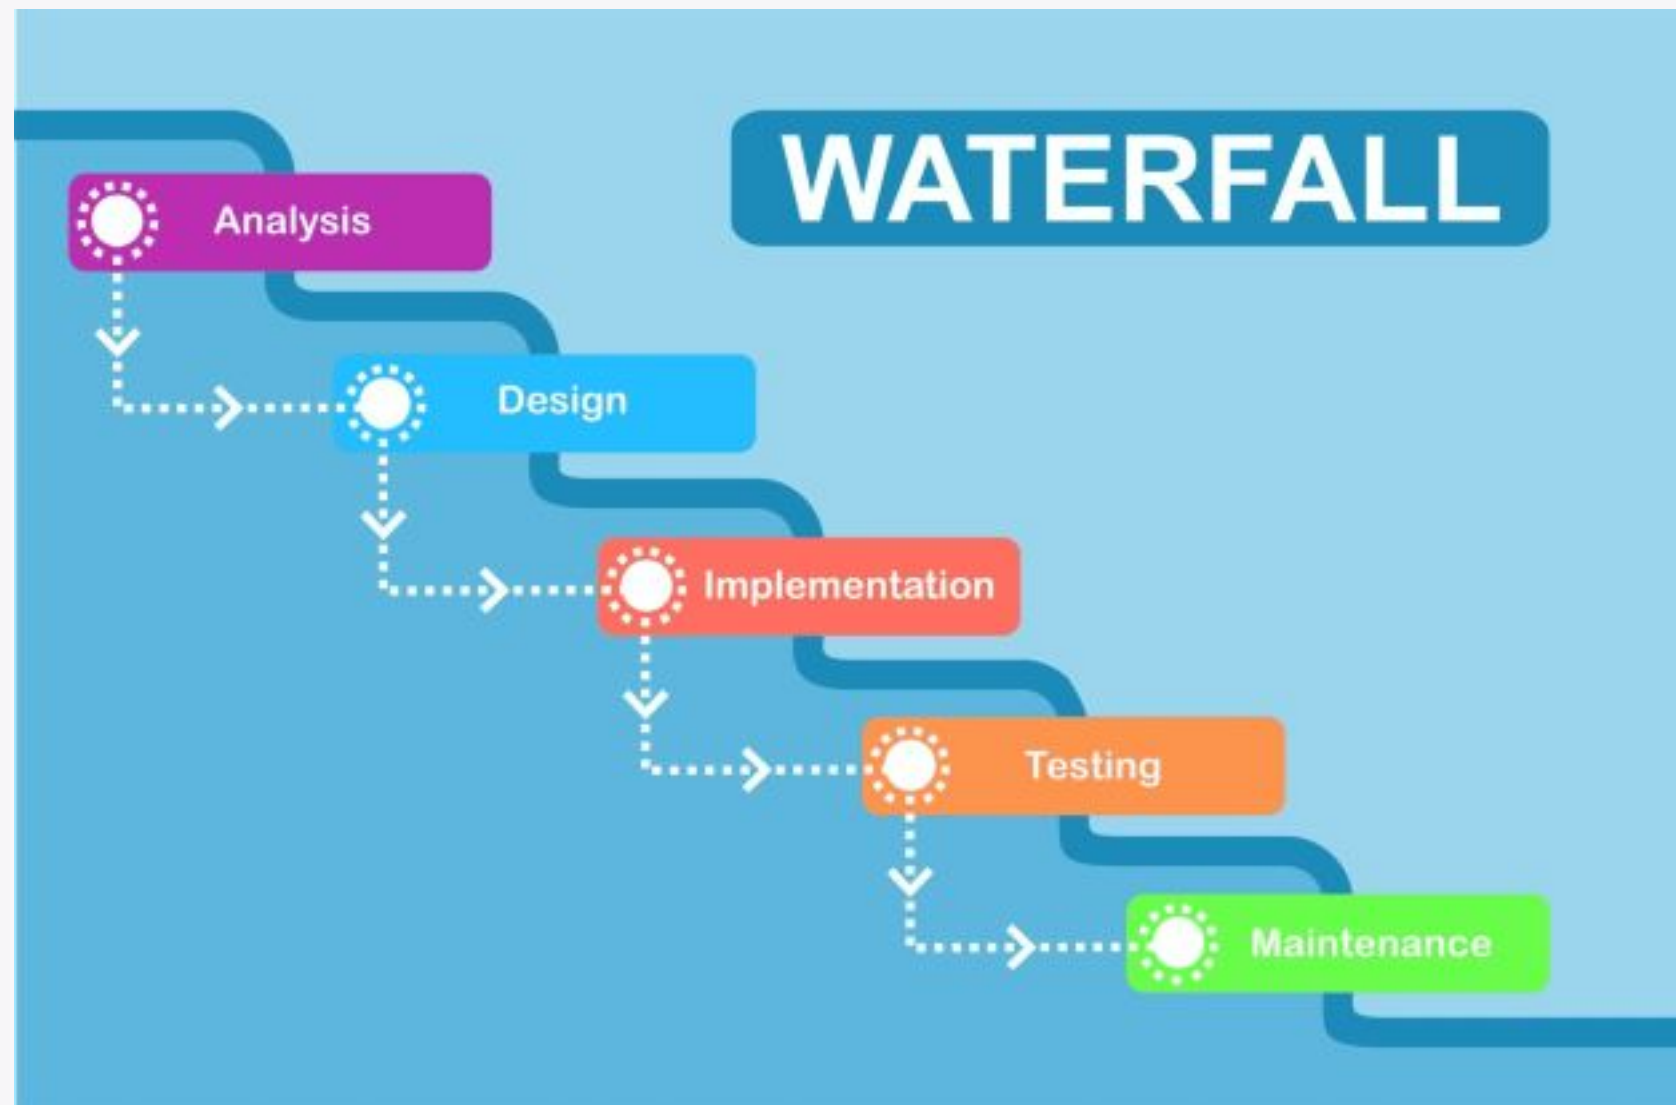 WATERFALL
Analysis
Design
Implementation
Testing
Maintenance